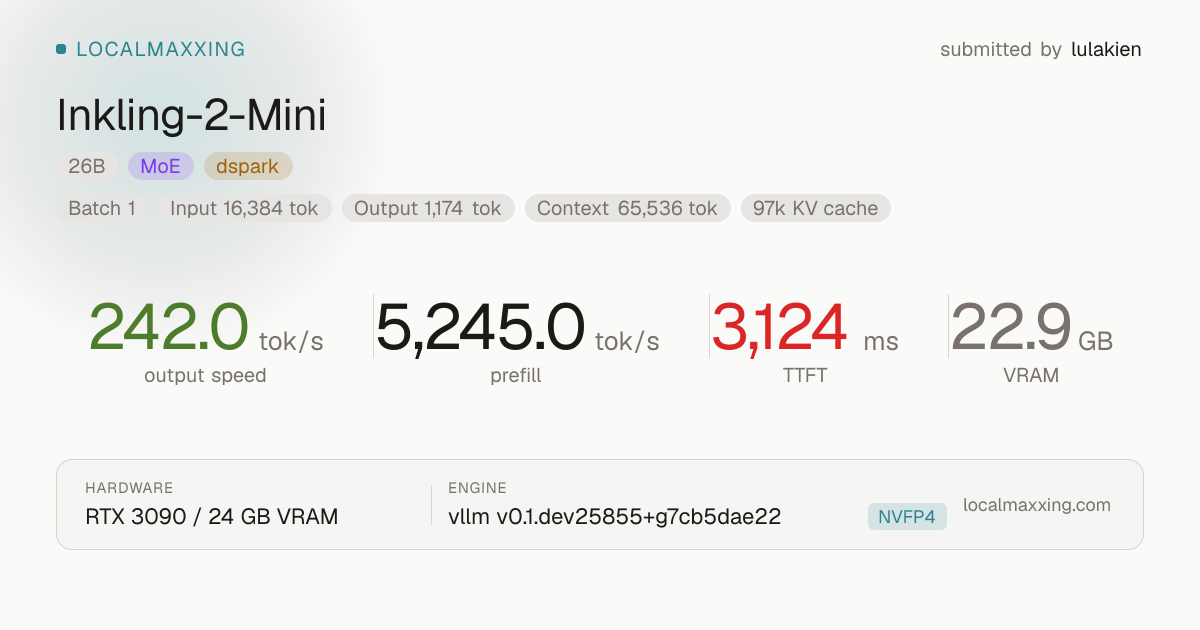 LOCALMAXXING
submitted by lulakien
Inkling-2-Mini
26B MoE dspark
Batch 1 Input 16,384 tok Output 1,174 tok Context 65,536 tok 97k KV cache
242.0 tok/s 5,245.0 tok/s 3,124 ms 22.9 GB
output speed prefill TTFT VRAM
HARDWARE ENGINE
RTX 3090 / 24 GB VRAM vllm v0.1.dev25855+g7cb5dae22 NVFP4 localmaxxing.com